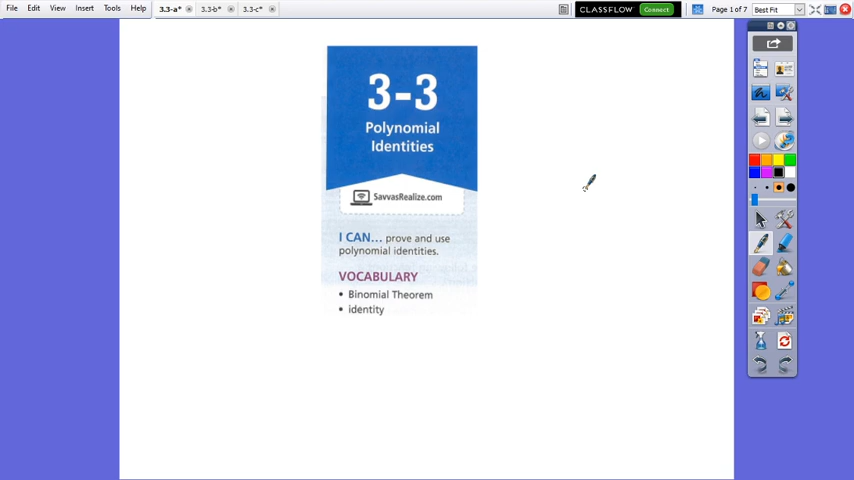 File Edit View Insert Tools Help
3.3-a* 3.3-b* 3.3-c*
CLASSFLOW Connect
Page 1 of 7
Best Fit
3-3
Polynomial
Identities
SavvasRealize.com
I CAN... prove and use
polynomial identities.
VOCABULARY
• Binomial Theorem
• identity